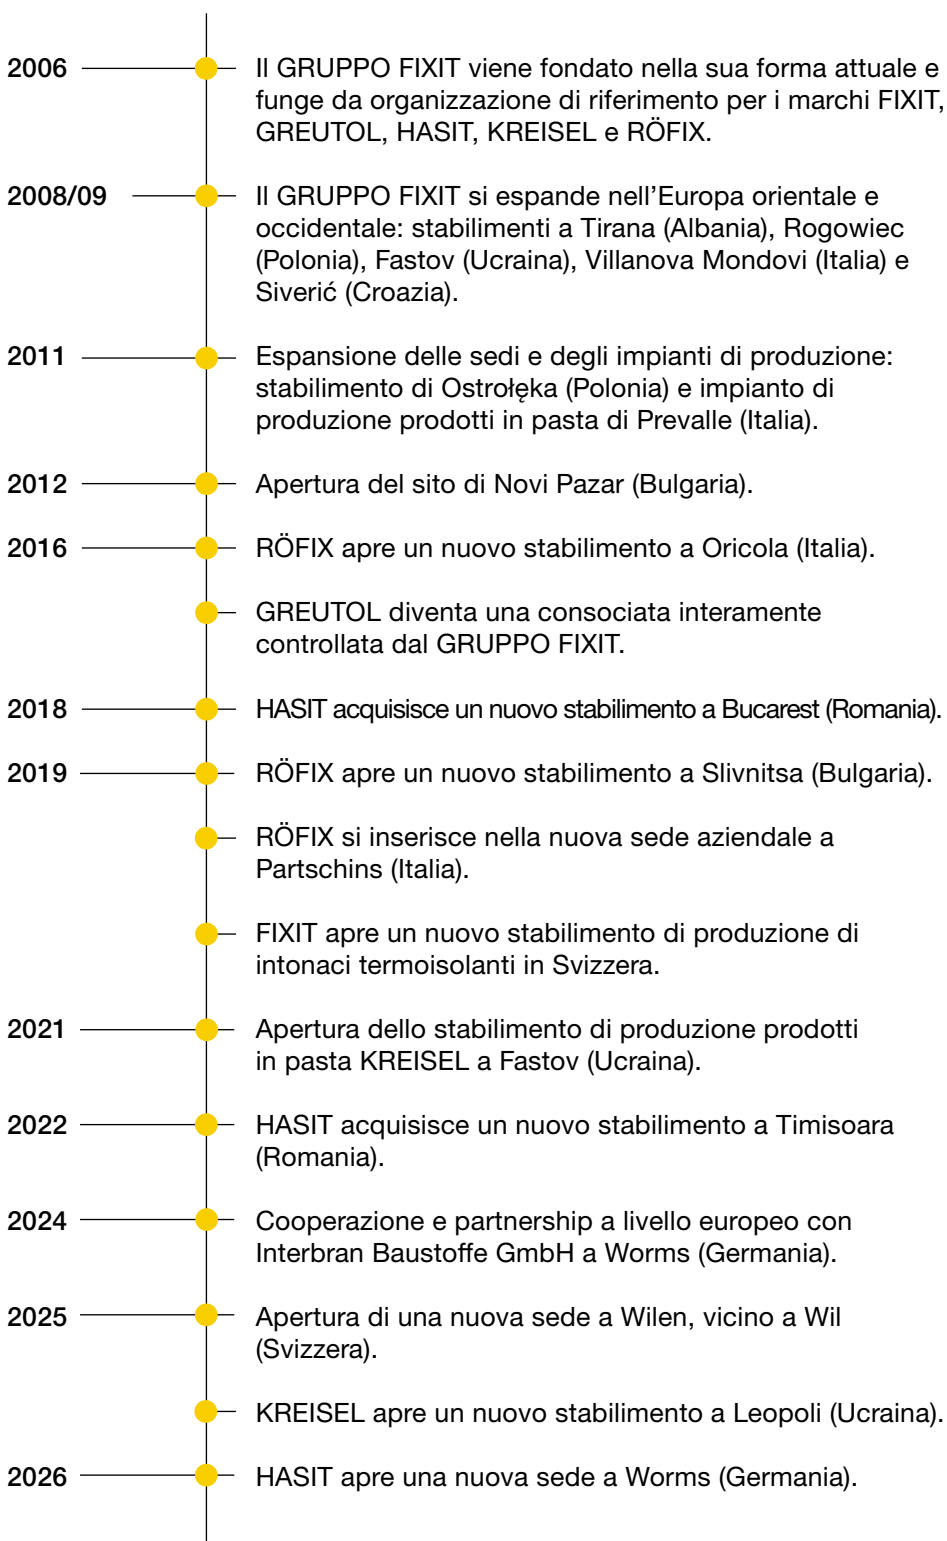 2006 Il GRUPPO FIXIT viene fondato nella sua forma attuale e
funge da organizzazione di riferimento per i marchi FIXIT,
GREUTOL, HASIT, KREISEL e RÖFIX.
2008/09 Il GRUPPO FIXIT si espande nell’Europa orientale e
occidentale: stabilimenti a Tirana (Albania), Rogowiec
(Polonia), Fastov (Ucraina), Villanova Mondovi (Italia) e
Siverić (Croazia).
2011 Espansione delle sedi e degli impianti di produzione:
stabilimento di Ostrołęka (Polonia) e impianto di
produzione prodotti in pasta di Prevalle (Italia).
2012 Apertura del sito di Novi Pazar (Bulgaria).
2016 RÖFIX apre un nuovo stabilimento a Oricola (Italia).
GREUTOL diventa una consociata interamente
controllata dal GRUPPO FIXIT.
2018 HASIT acquisisce un nuovo stabilimento a Bucarest (Romania).
2019 RÖFIX apre un nuovo stabilimento a Slivnitsa (Bulgaria).
RÖFIX si inserisce nella nuova sede aziendale a
Partschins (Italia).
FIXIT apre un nuovo stabilimento di produzione di
intonaci termoisolanti in Svizzera.
2021 Apertura dello stabilimento di produzione prodotti
in pasta KREISEL a Fastov (Ucraina).
2022 HASIT acquisisce un nuovo stabilimento a Timisoara
(Romania).
2024 Cooperazione e partnership a livello europeo con
Interbran Baustoffe GmbH a Worms (Germania).
2025 Apertura di una nuova sede a Wilen, vicino a Wil
(Svizzera).
KREISEL apre un nuovo stabilimento a Leopoli (Ucraina).
2026 HASIT apre una nuova sede a Worms (Germania).